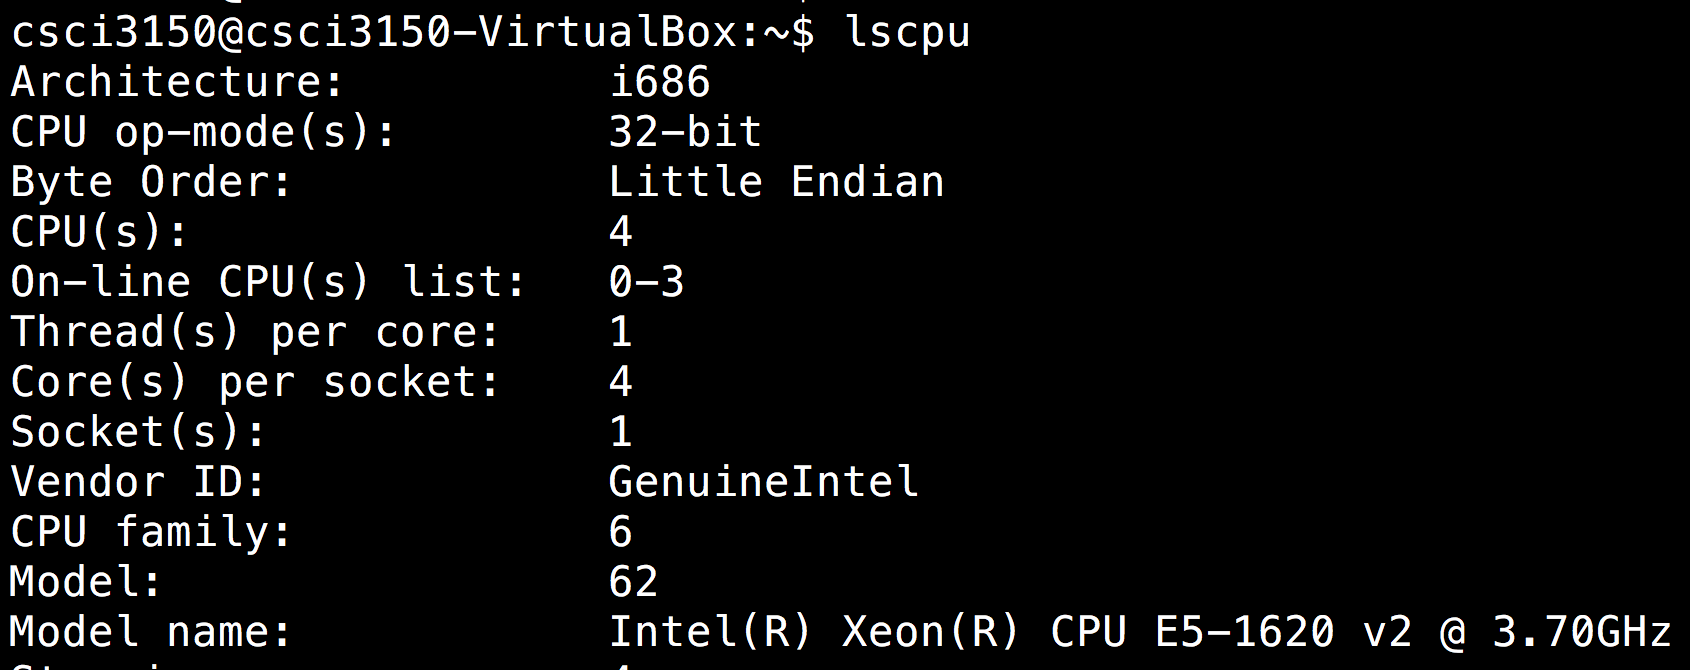 csci3150@csci3150-VirtualBox:~$ lscpu
Architecture: i686
CPU op-mode(s): 32-bit
Byte Order: Little Endian
CPU(s): 4
On-line CPU(s) list: 0-3
Thread(s) per core: 1
Core(s) per socket: 4
Socket(s): 1
Vendor ID: GenuineIntel
CPU family: 6
Model: 62
Model name: Intel(R) Xeon(R) CPU E5-1620 v2 @ 3.70GHz